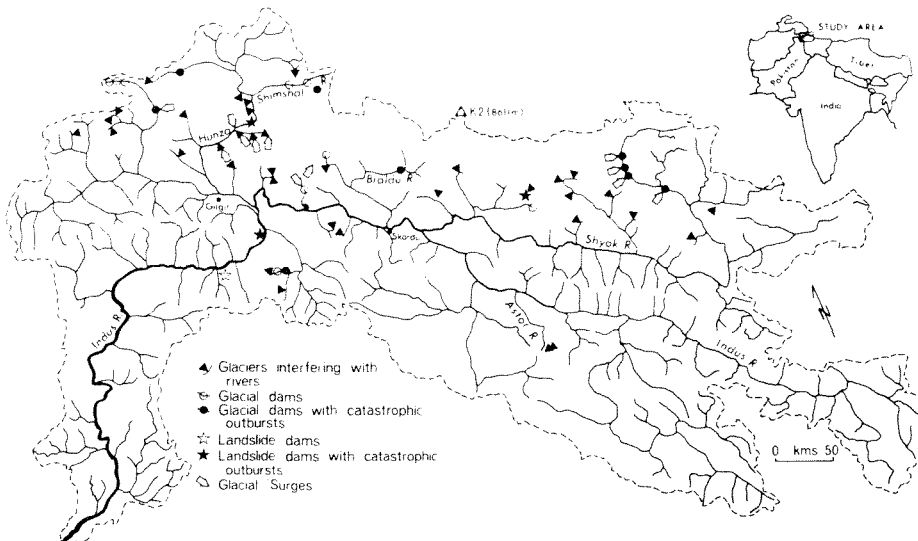 STUDY AREA
Pakistan
Tibet
India
K2 (8611m)
Shimshal R
Hunza
Biafdu R
Gilgit
Skardu
Shyok R
Astor R
Indus R
Indus R
Glaciers interfering with
rivers
Glacial dams
Glacial dams with catastrophic
outbursts
Landslide dams
Landslide dams with catastrophic
outbursts
Glacial Surges
0 kms 50